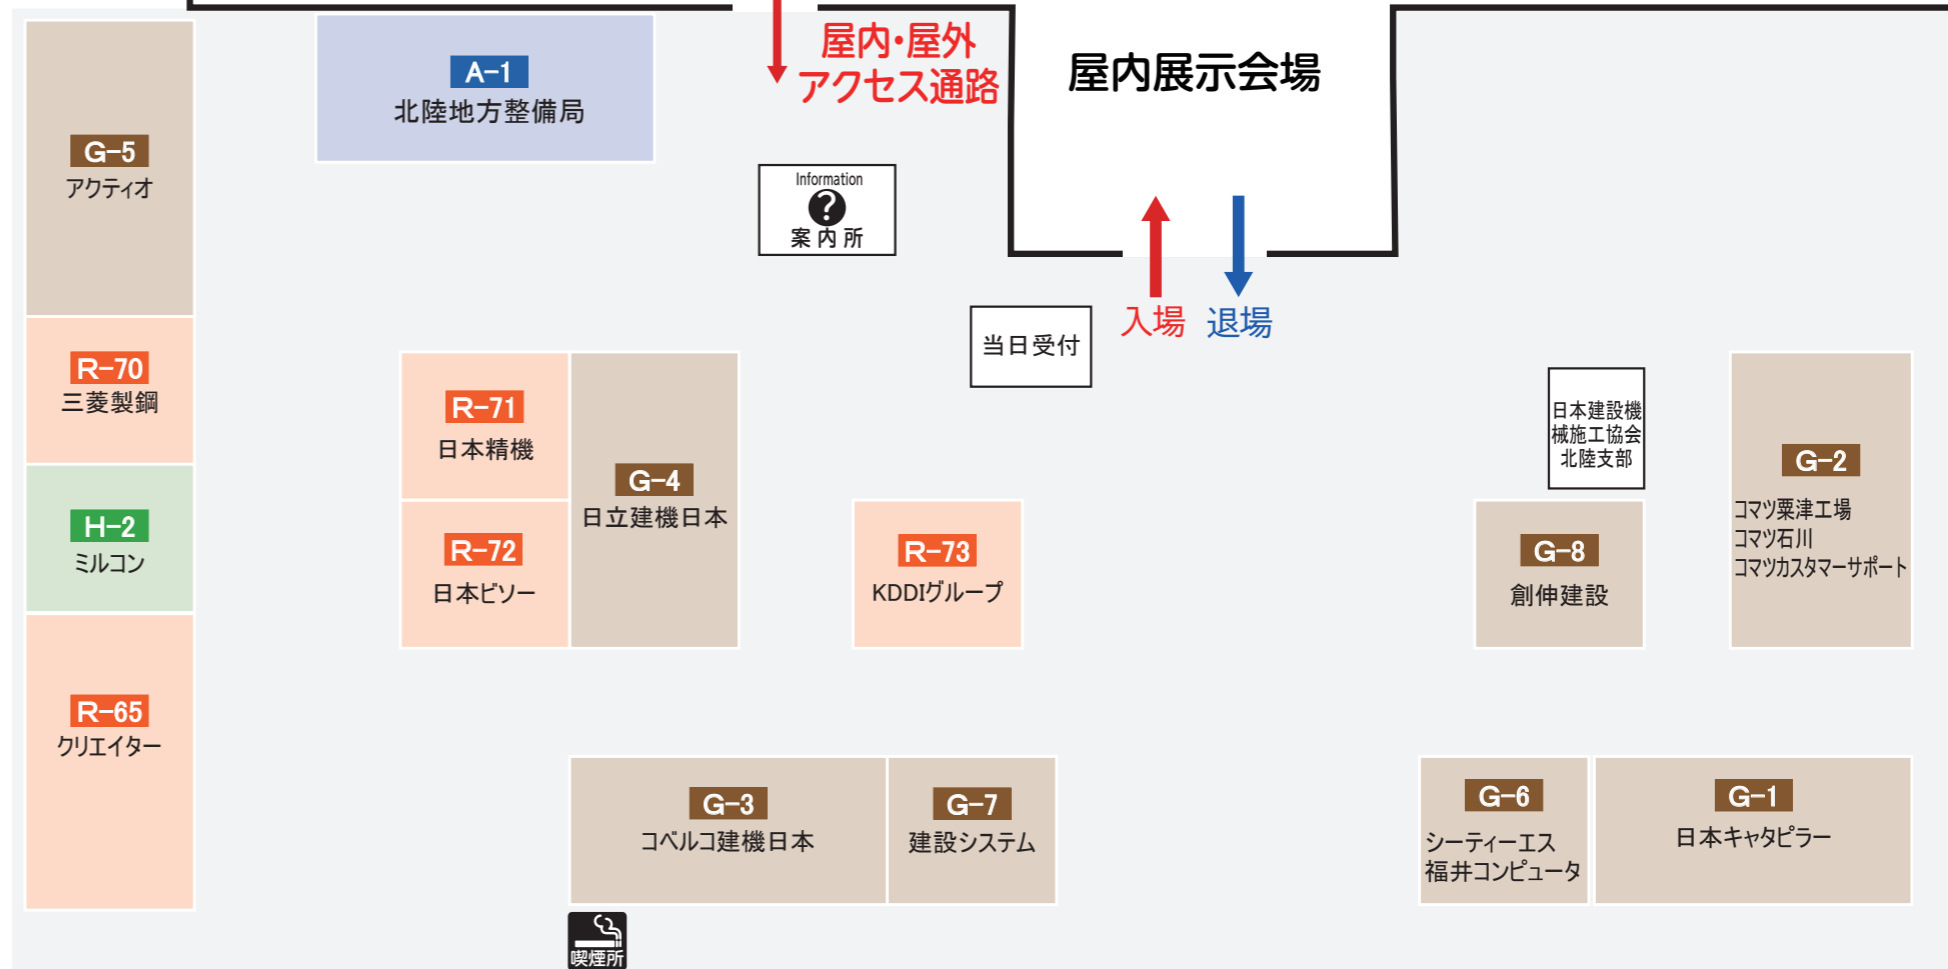 屋内・屋外
アクセス通路
屋内展示会場
A-1
北陸地方整備局
G-5
アクティオ
Information
?
案内所
入場
退場
当日受付
R-70
三菱製鋼
R-71
日本精機
G-4
日立建機日本
日本建設機
械施工協会
北陸支部
G-2
コマツ粟津工場
コマツ石川
コマツカスタマーサポート
H-2
ミルコン
R-72
日本ビソー
R-73
KDDIグループ
G-8
創伸建設
R-65
クリエイター
G-3
コベルコ建機日本
G-7
建設システム
G-6
シーティーエス
福井コンピュータ
G-1
日本キャタピラー
喫煙所